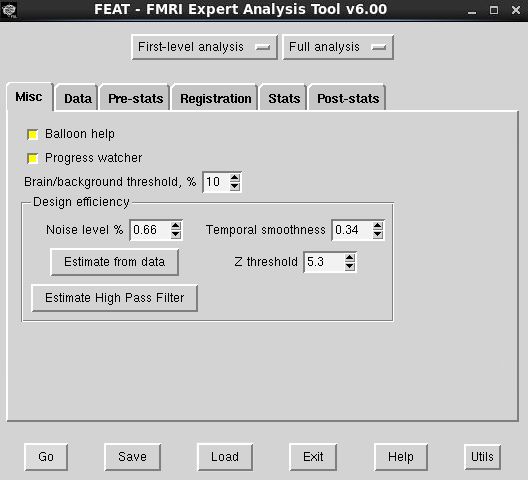 FEAT - FMRI Expert Analysis Tool v6.00
First-level analysis Full analysis
Misc Data Pre-stats Registration Stats Post-stats
Balloon help
Progress watcher
Brain/background threshold, % 10
Design efficiency
Noise level % 0.66 Temporal smoothness 0.34
Estimate from data Z threshold 5.3
Estimate High Pass Filter
Go Save Load Exit Help Utils